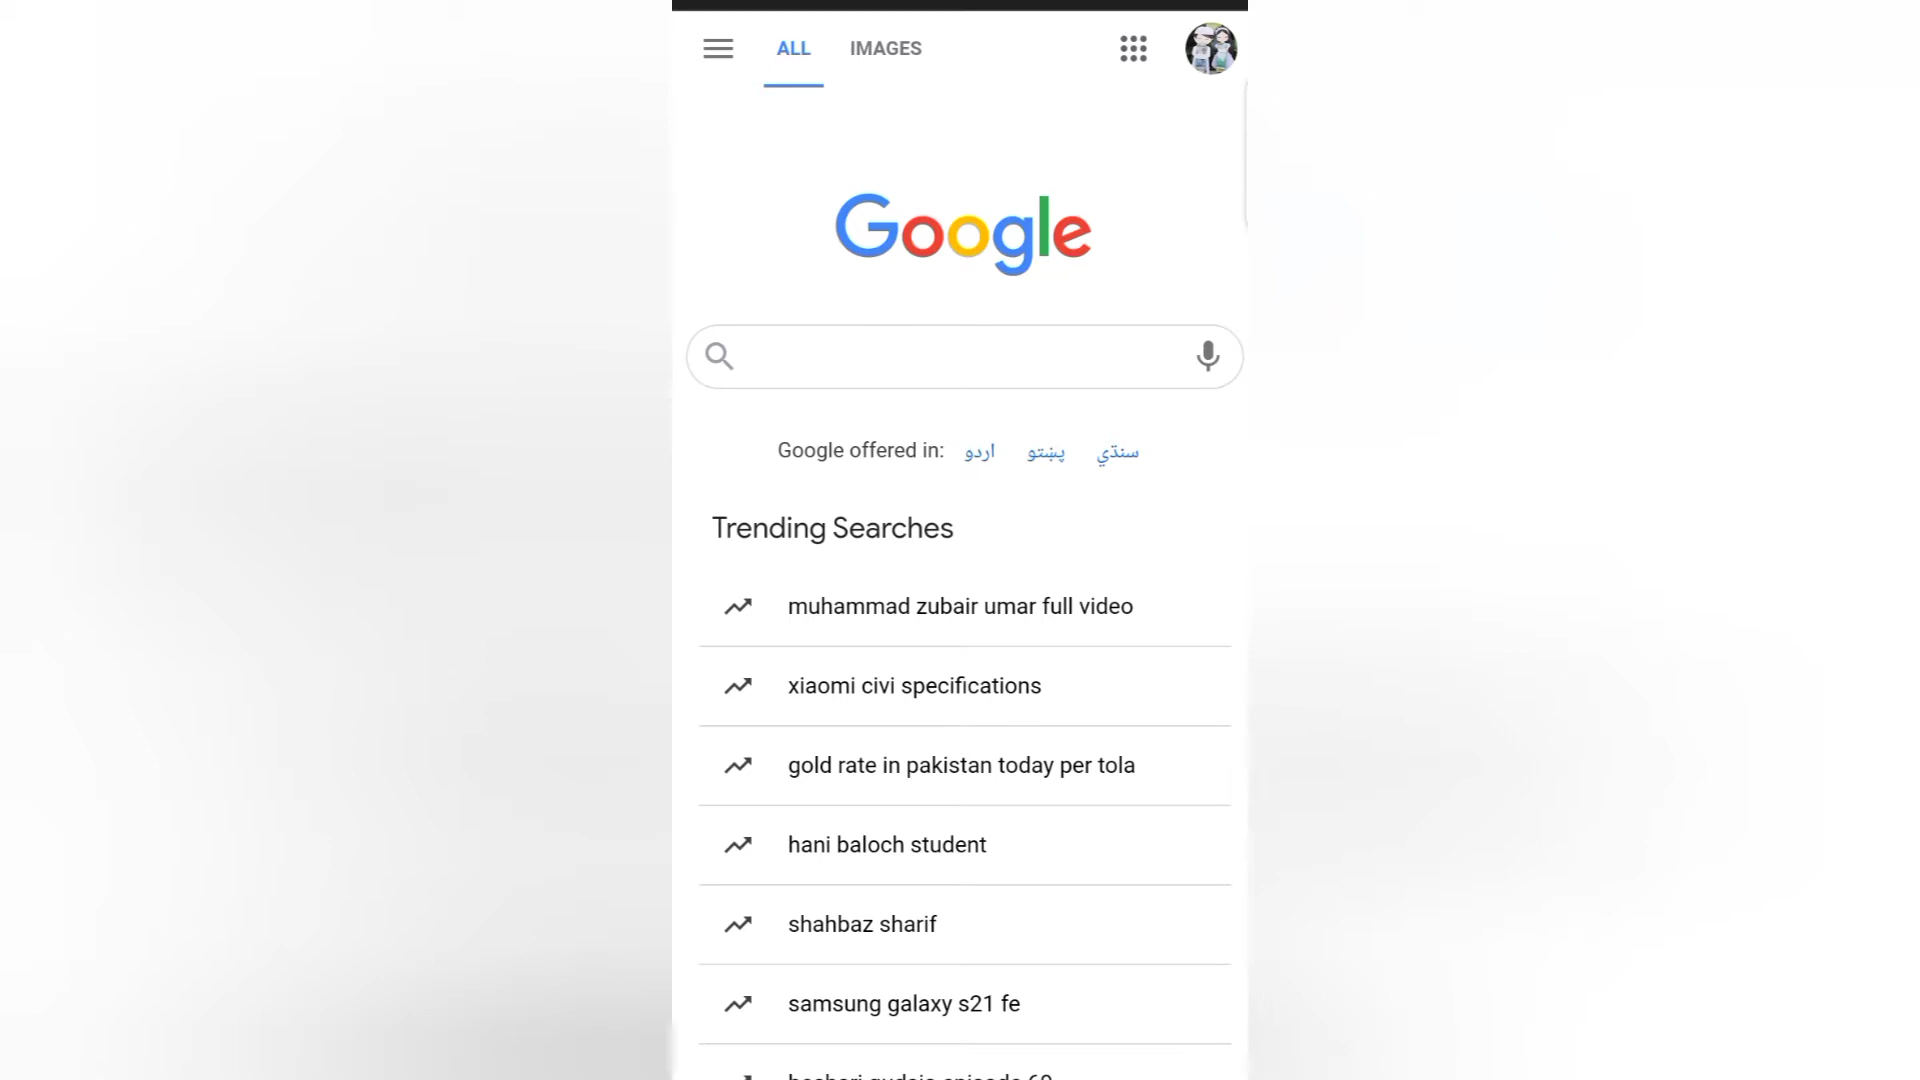 ALL IMAGES
Google
Google offered in: اردو پښتو سنڌي
Trending Searches
muhammad zubair umar full video
xiaomi civi specifications
gold rate in pakistan today per tola
hani baloch student
shahbaz sharif
samsung galaxy s21 fe